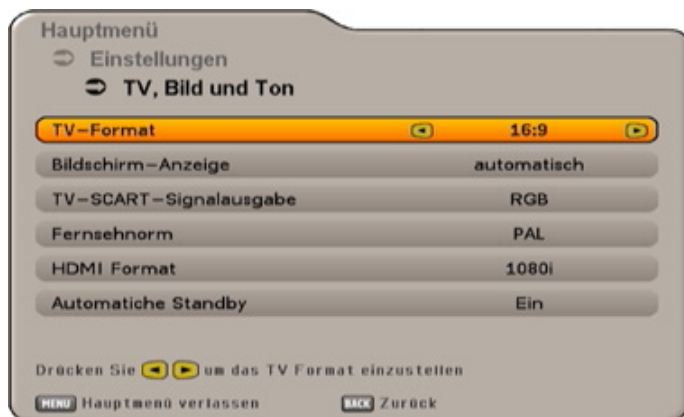 Hauptmenü
Einstellungen
TV, Bild und Ton
TV-Format 16:9
Bildschirm-Anzeige automatisch
TV-SCART-Signalausgabe RGB
Fernsehnorm PAL
HDMI Format 1080i
Automatiche Standby Ein
Drücken Sie um das TV Format einzustellen
MENU Hauptmenü verlassen BACK Zurück